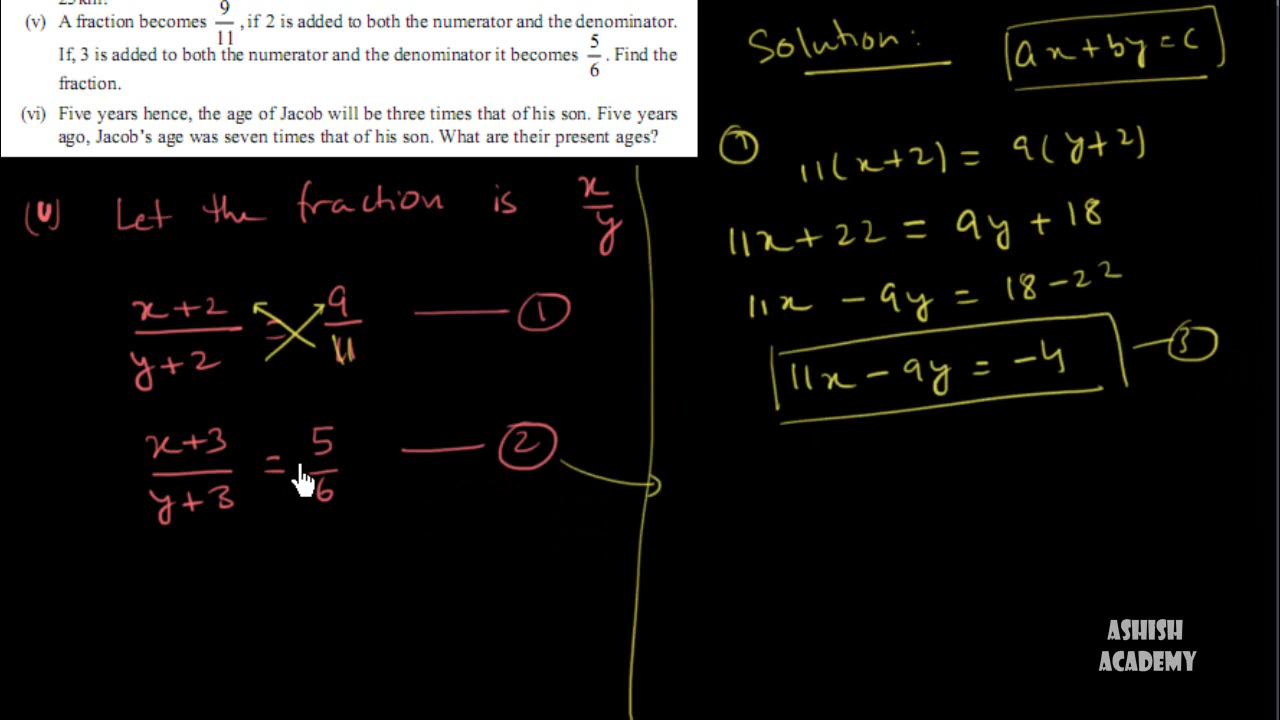 (v) A fraction becomes 9/11, if 2 is added to both the numerator and the denominator.
If, 3 is added to both the numerator and the denominator it becomes 5/6. Find the
fraction.
(vi) Five years hence, the age of Jacob will be three times that of his son. Five years
ago, Jacob's age was seven times that of his son. What are their present ages?
(v) Let the fraction is x/y
(x+2)/(y+2) = 9/11 —— ①
(x+3)/(y+3) = 5/6 —— ②
Solution: ax+by=c
① 11(x+2) = 9(y+2)
11x+22 = 9y+18
11x - 9y = 18-22
11x - 9y = -4 — ③
ASHISH
ACADEMY